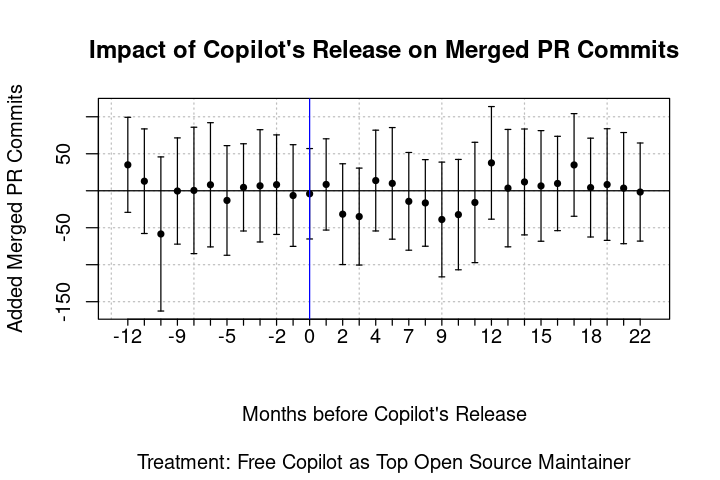 Impact of Copilot's Release on Merged PR Commits
Added Merged PR Commits
50
-50
-150
-12 -9 -5 -2 0 2 4 7 9 12 15 18 22
Months before Copilot's Release
Treatment: Free Copilot as Top Open Source Maintainer